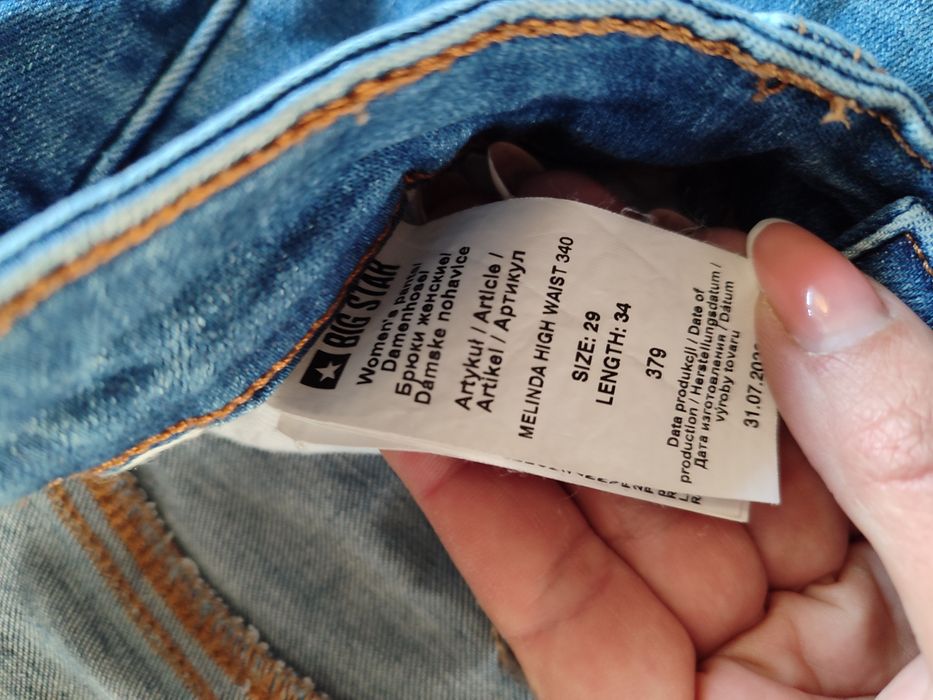 BIG STAR
Women's pants/
Damenhose/
Брюки женские/
Dámske nohavice
Artykuł / Article /
Artikel / Артикул
MELINDA HIGH WAIST 340
SIZE: 29
LENGTH: 34
379
Data produkcji / Date of
production / Herstellungsdatum /
Дата изготовления / Dátum
výroby tovaru